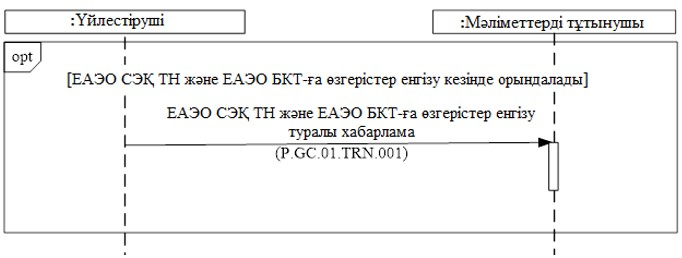 :Үйлестіруші
:Мәліметтерді тұтынушы
opt
[ЕАЭО СЭҚ ТН және ЕАЭО БКТ-ға өзгерістер енгізу кезінде орындалады]
ЕАЭО СЭҚ ТН және ЕАЭО БКТ-ға өзгерістер енгізу
туралы хабарлама
(P.GC.01.TRN.001)